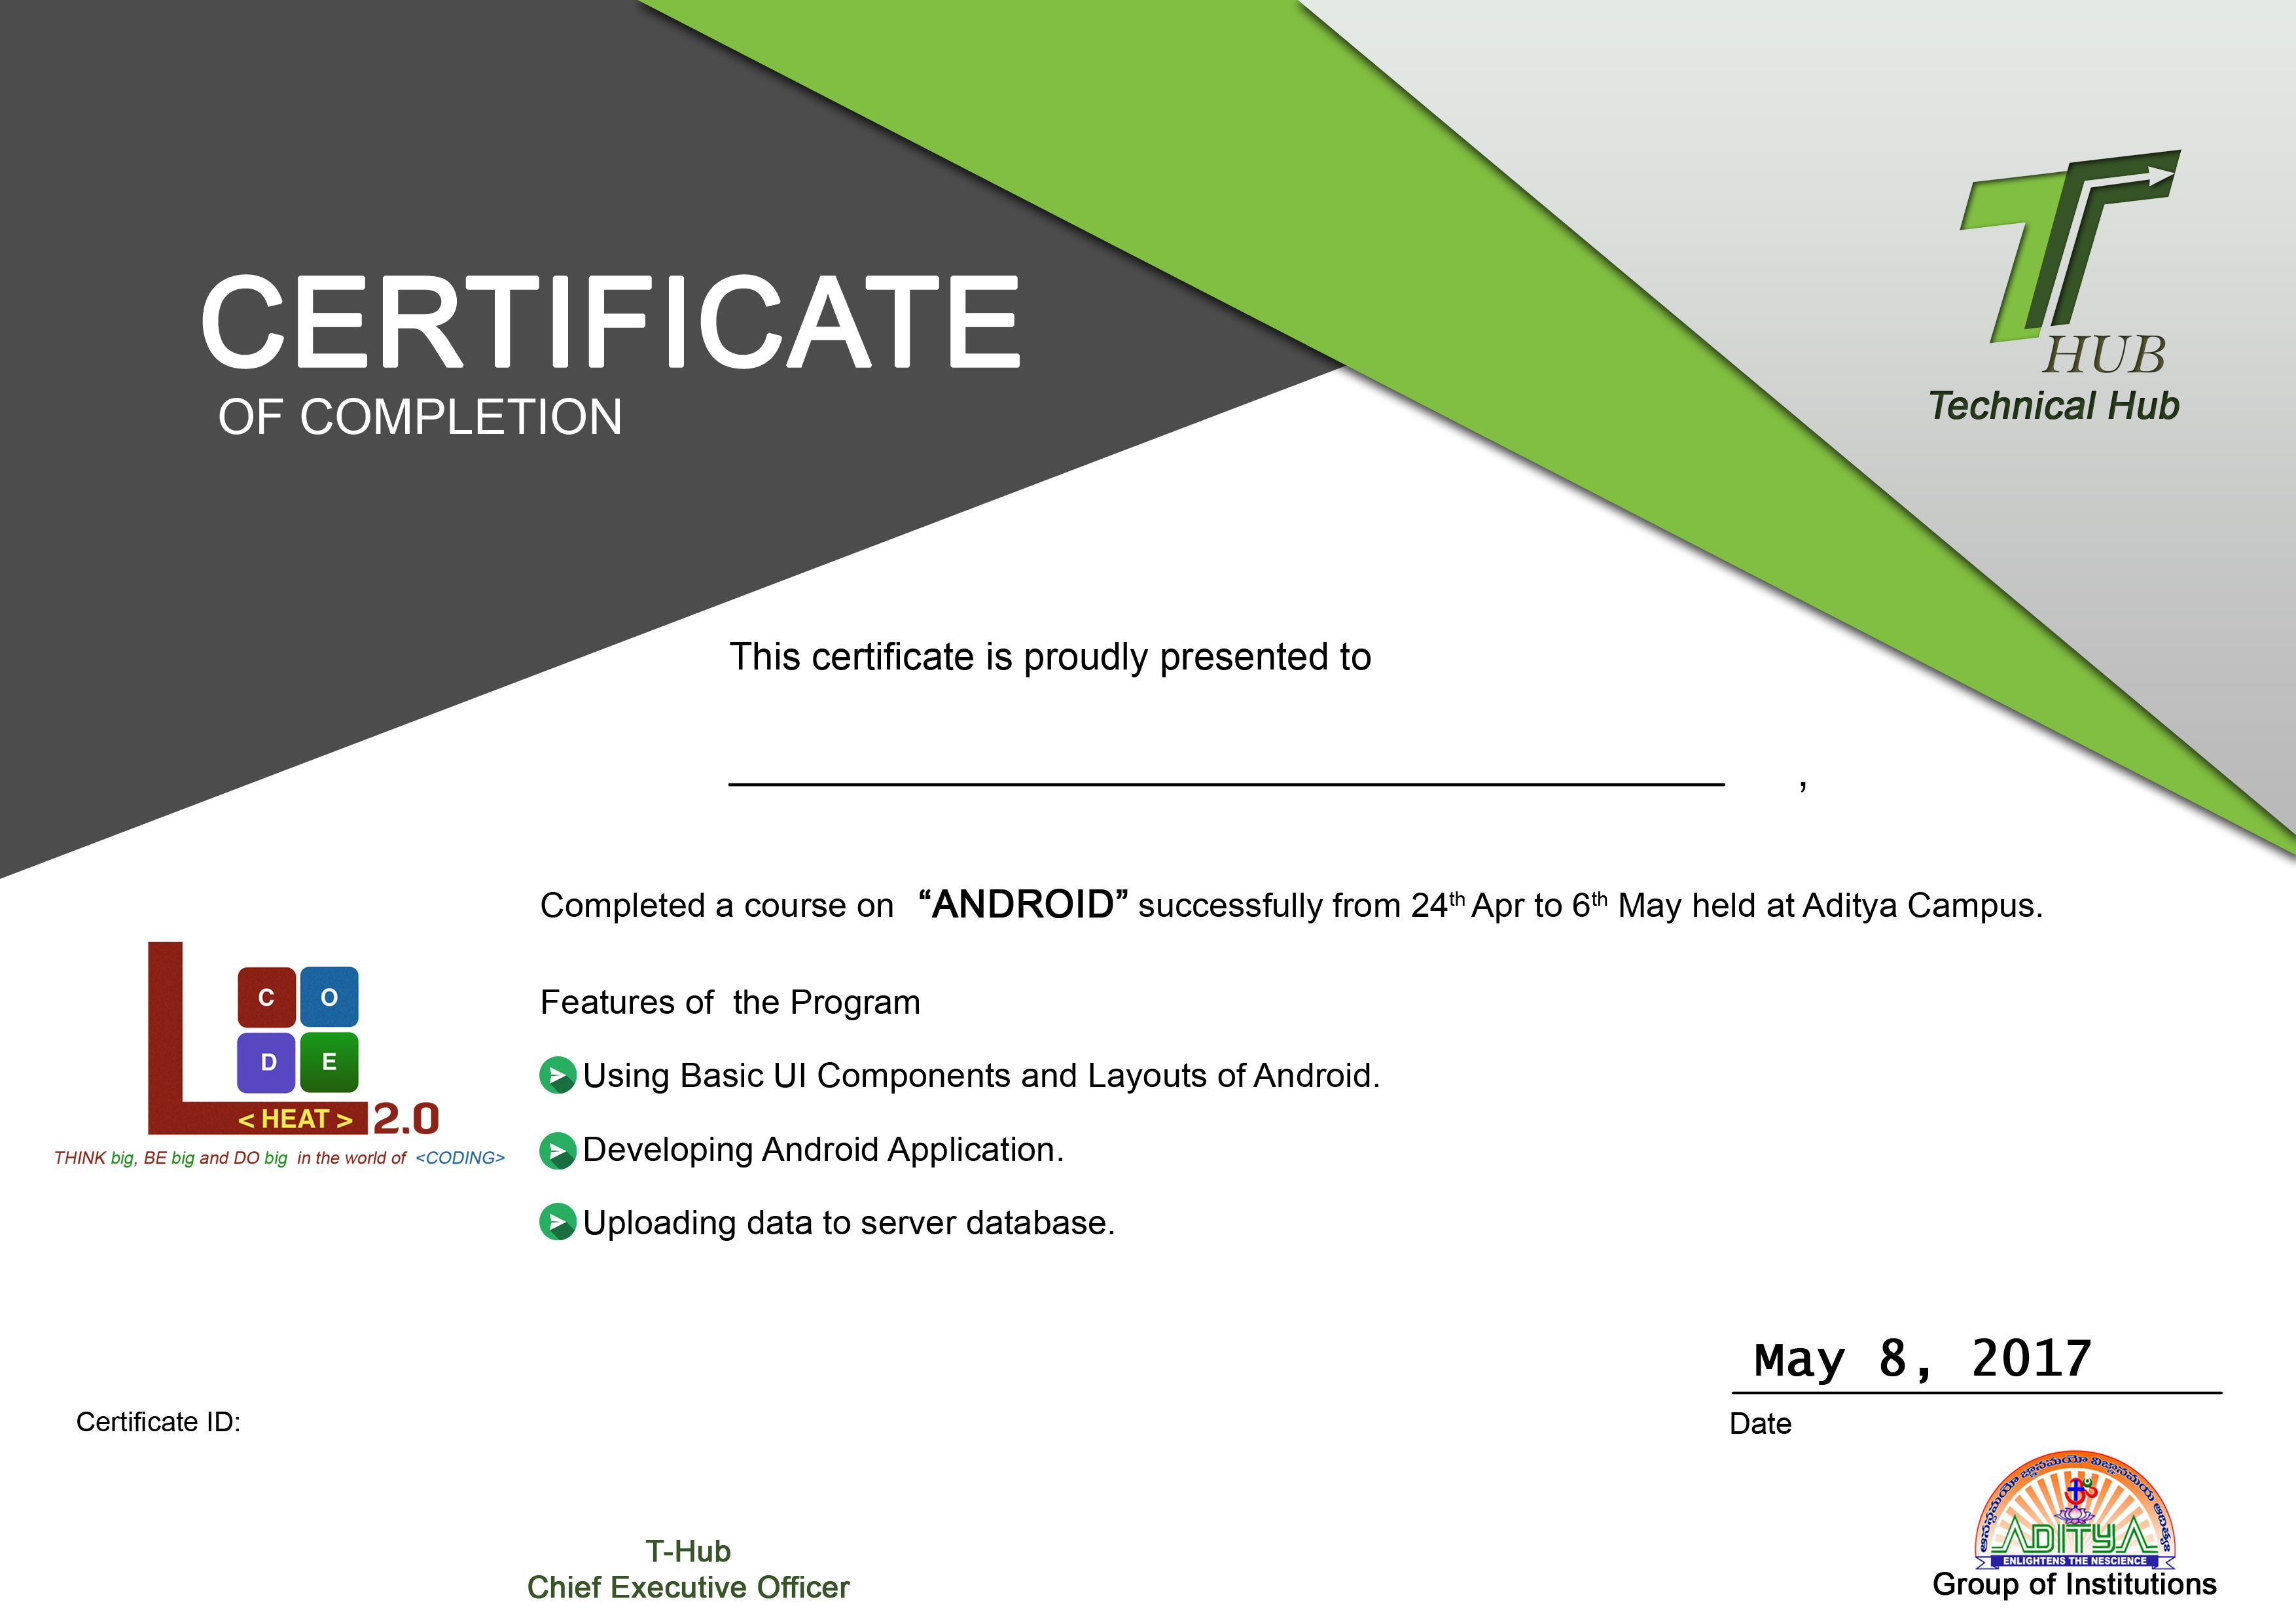 CERTIFICATE
OF COMPLETION
HUB
Technical Hub
This certificate is proudly presented to
,
Completed a course on “ANDROID” successfully from 24th Apr to 6th May held at Aditya Campus.
Features of the Program
Using Basic UI Components and Layouts of Android.
Developing Android Application.
Uploading data to server database.
C O
D E
< HEAT > 2.0
THINK big, BE big and DO big in the world of <CODING>
May 8, 2017
Date
Certificate ID:
T-Hub
Chief Executive Officer
ADITYA
ENLIGHTENS THE NESCIENCE
Group of Institutions